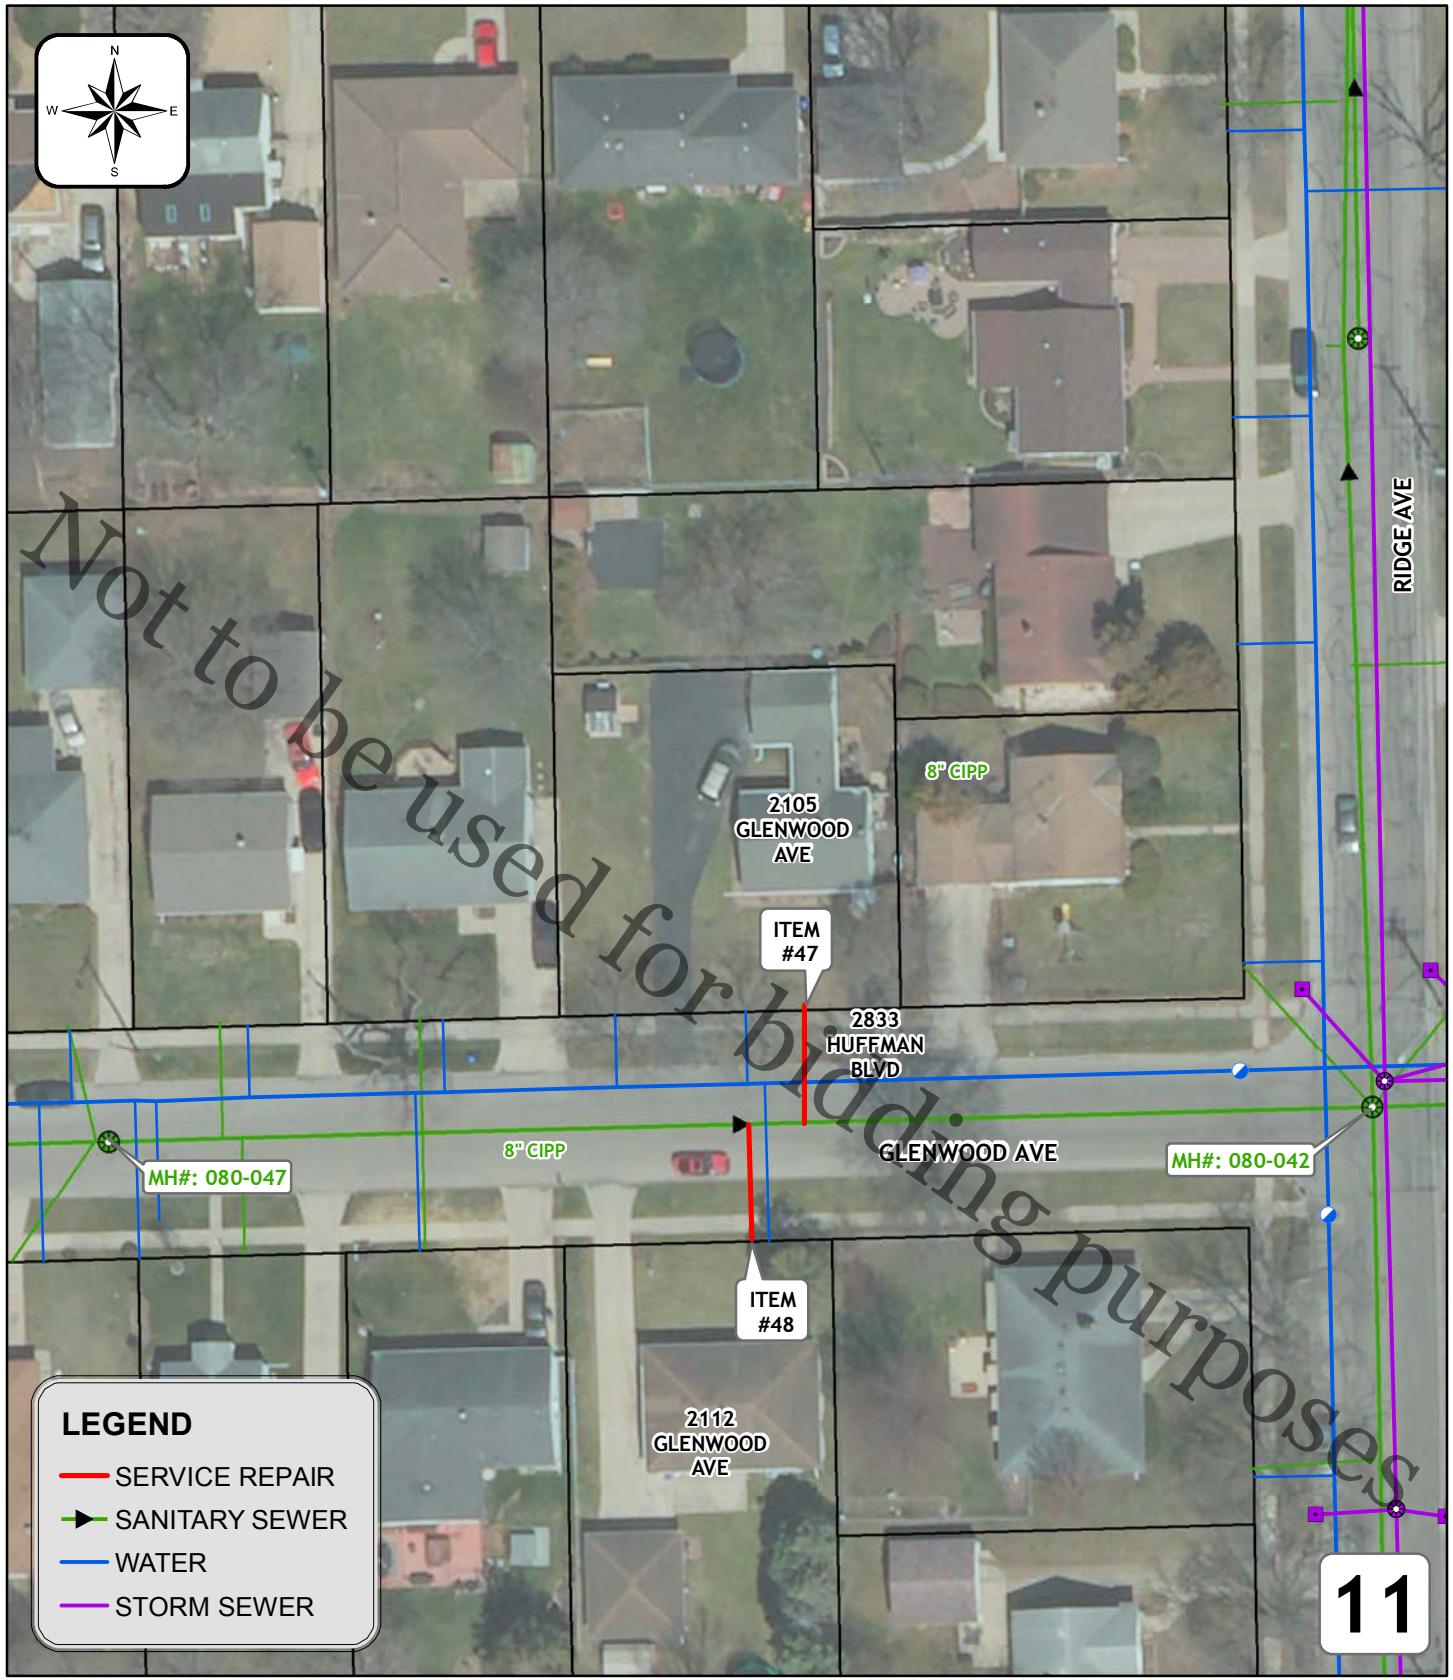 N
W E
S
RIDGE AVE
8" CIPP
2105
GLENWOOD
AVE
ITEM
#47
2833
HUFFMAN
BLVD
8" CIPP
GLENWOOD AVE
MH#: 080-047
MH#: 080-042
ITEM
#48
2112
GLENWOOD
AVE
Not to be used for bidding purposes
LEGEND
SERVICE REPAIR
SANITARY SEWER
WATER
STORM SEWER
11